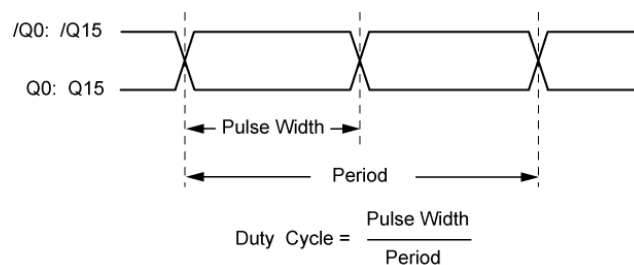 /Q0: /Q15
Q0: Q15
Pulse Width
Period
Duty Cycle = Pulse Width
Period